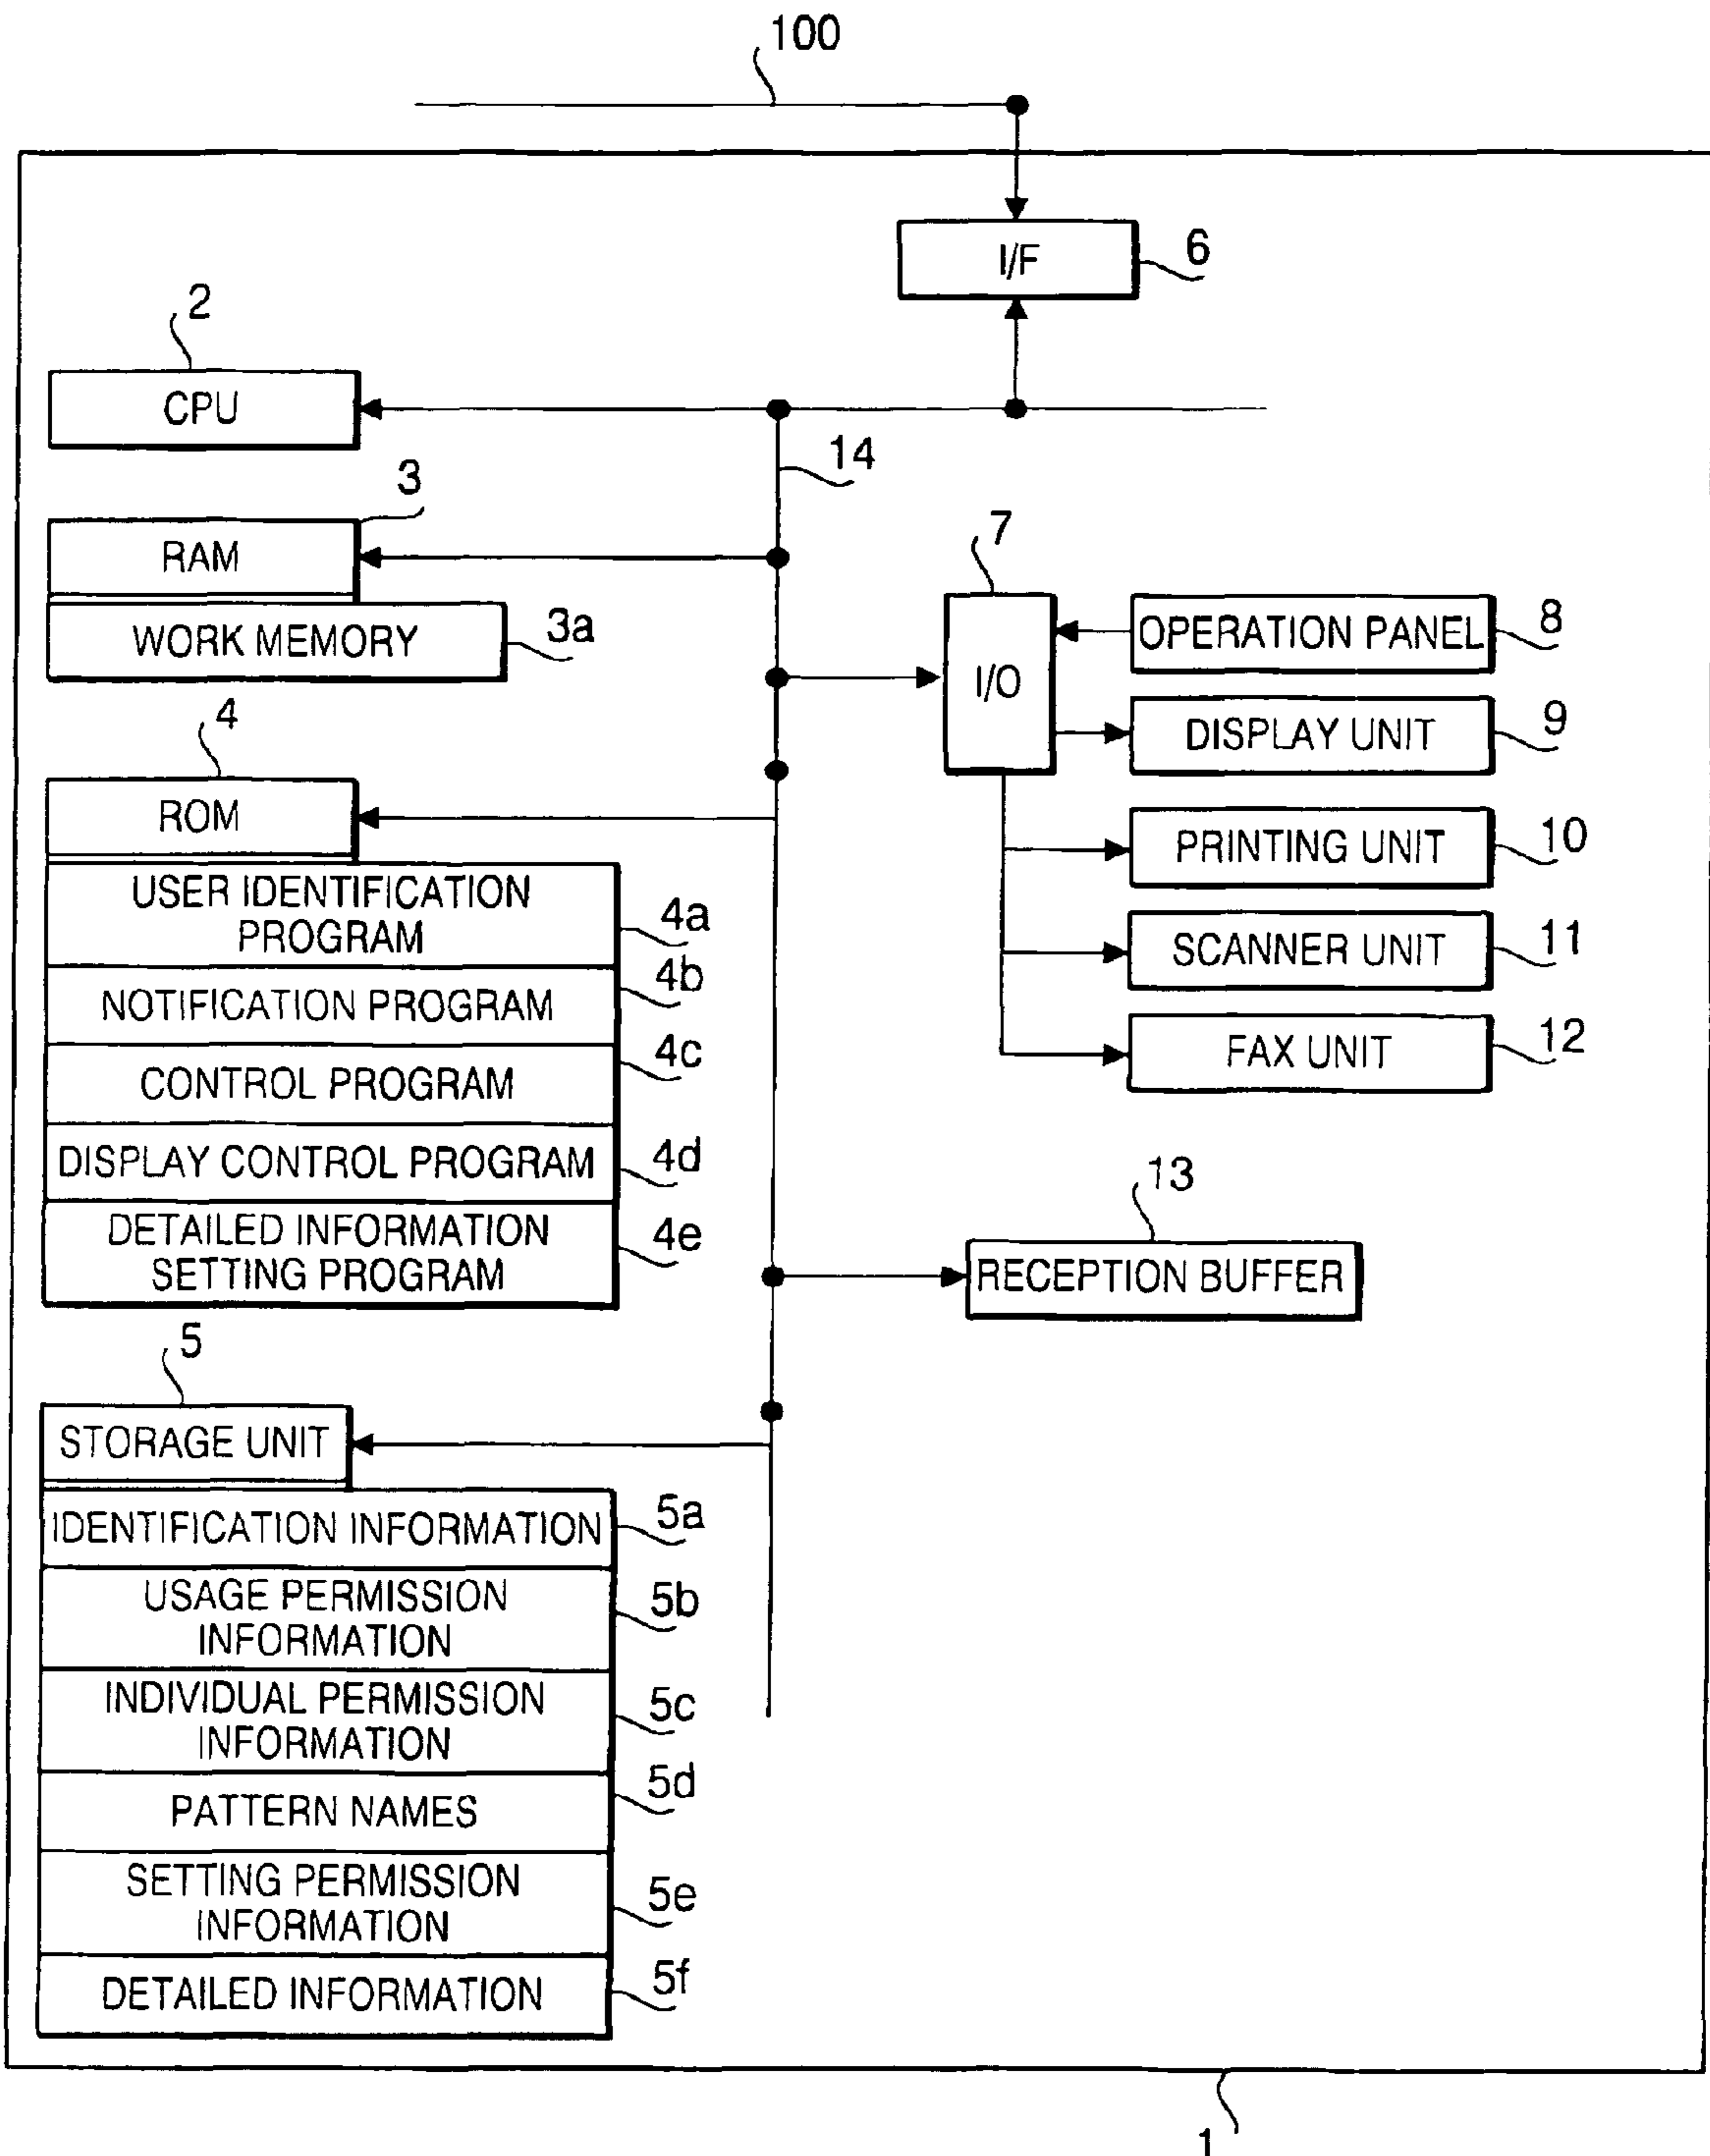 100
I/F
6
2
CPU
14
3
RAM
WORK MEMORY
3a
7
I/O
OPERATION PANEL
8
DISPLAY UNIT
9
PRINTING UNIT
10
SCANNER UNIT
11
FAX UNIT
12
4
ROM
USER IDENTIFICATION
PROGRAM
4a
NOTIFICATION PROGRAM
4b
CONTROL PROGRAM
4c
DISPLAY CONTROL PROGRAM
4d
DETAILED INFORMATION
SETTING PROGRAM
4e
13
RECEPTION BUFFER
5
STORAGE UNIT
IDENTIFICATION INFORMATION
5a
USAGE PERMISSION
INFORMATION
5b
INDIVIDUAL PERMISSION
INFORMATION
5c
PATTERN NAMES
5d
SETTING PERMISSION
INFORMATION
5e
DETAILED INFORMATION
5f
1